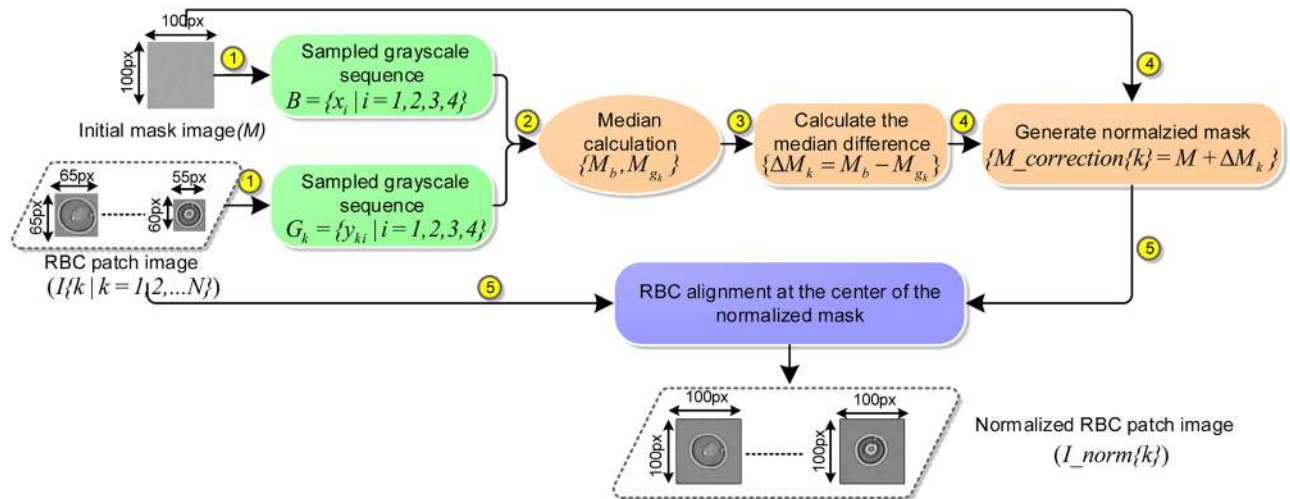 100px
100px
Initial mask image(M)
1
Sampled grayscale
sequence
B = {x_i | i = 1,2,3,4}
65px
65px
55px
60px
RBC patch image
(I{k | k = 1,2,...N})
1
Sampled grayscale
sequence
G_k = {y_ki | i = 1,2,3,4}
2
Median
calculation
{M_b, M_g_k}
3
Calculate the
median difference
{ΔM_k = M_b − M_g_k}
4
4
Generate normalzied mask
{M_correction{k} = M + ΔM_k }
5
5
RBC alignment at the center of the
normalized mask
100px
100px
100px
100px
Normalized RBC patch image
(I_norm{k})